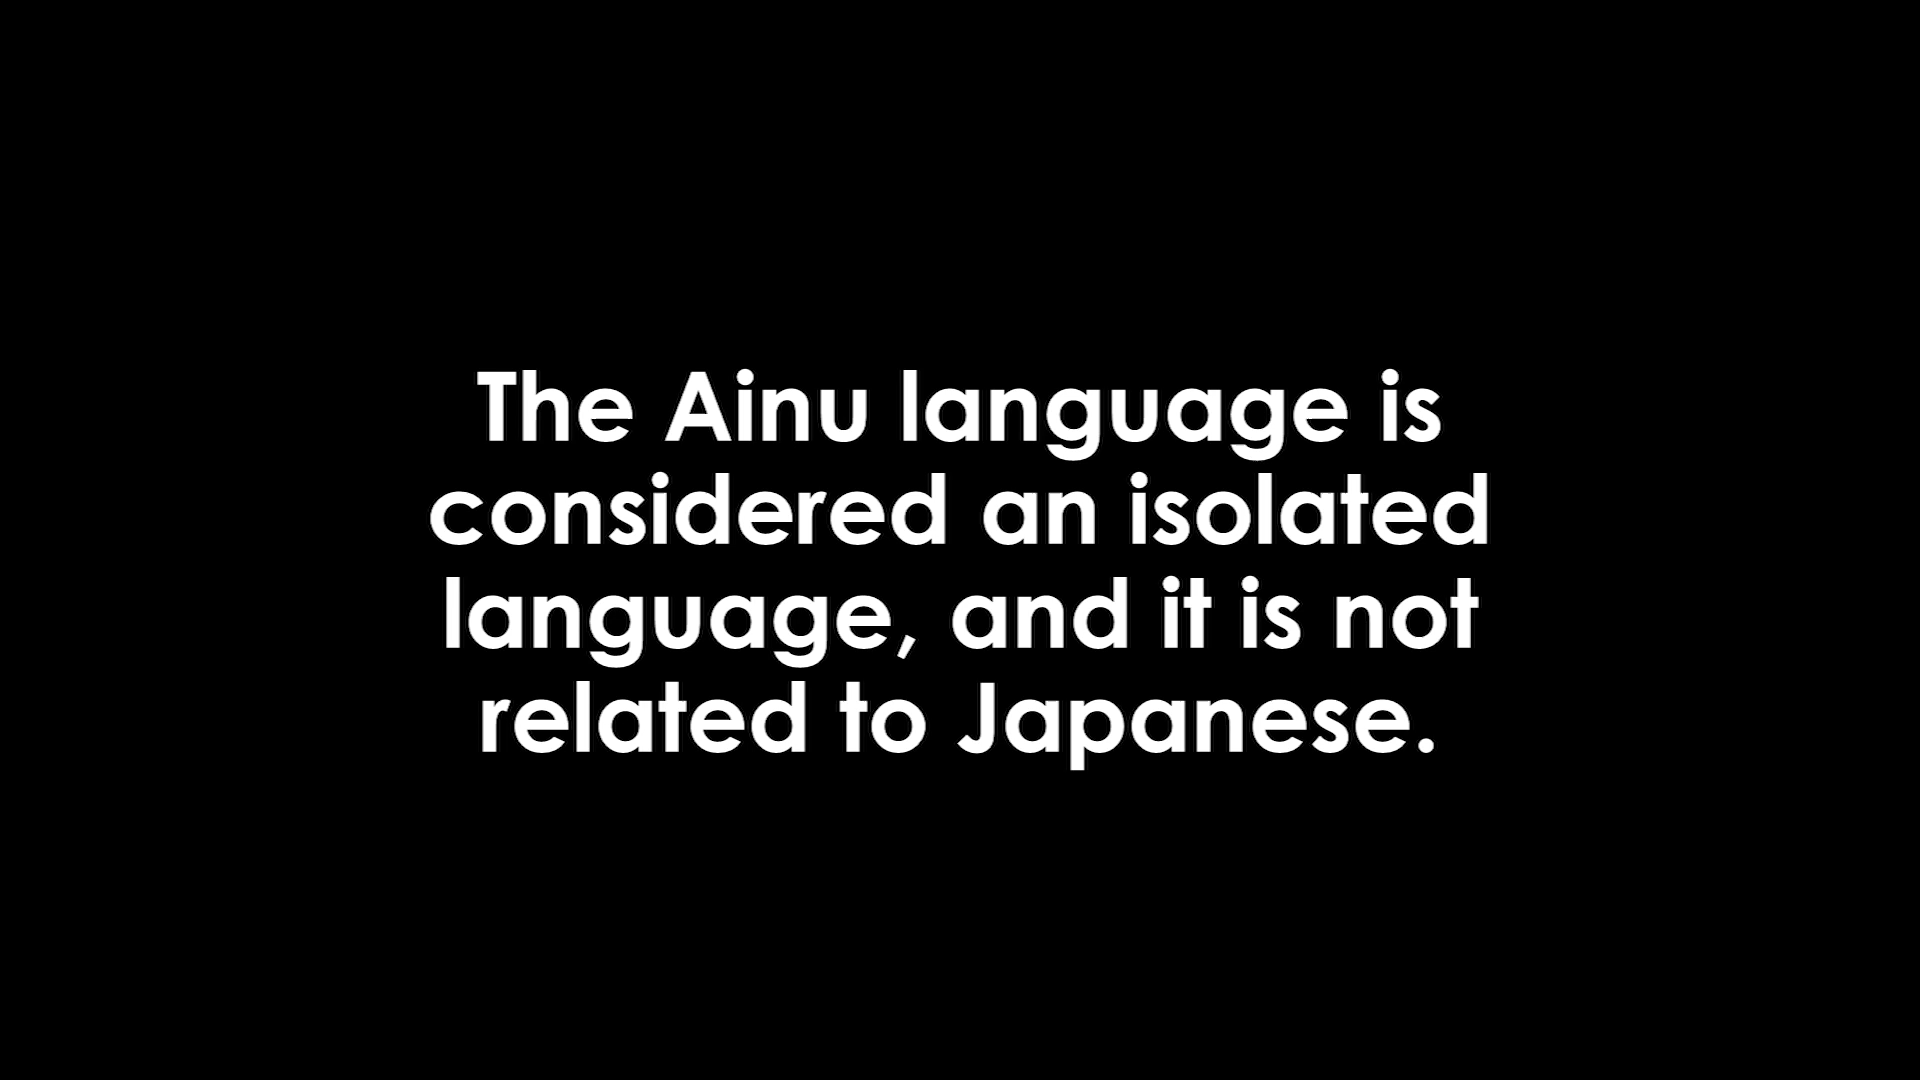 The Ainu language is
considered an isolated
language, and it is not
related to Japanese.